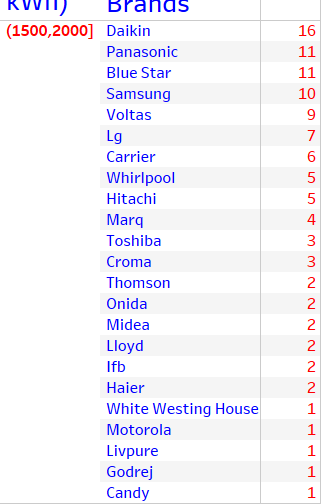 kWh) Brands
(1500,2000] Daikin 16
Panasonic 11
Blue Star 11
Samsung 10
Voltas 9
Lg 7
Carrier 6
Whirlpool 5
Hitachi 5
Marq 4
Toshiba 3
Croma 3
Thomson 2
Onida 2
Midea 2
Lloyd 2
Ifb 2
Haier 2
White Westing House 1
Motorola 1
Livpure 1
Godrej 1
Candy 1